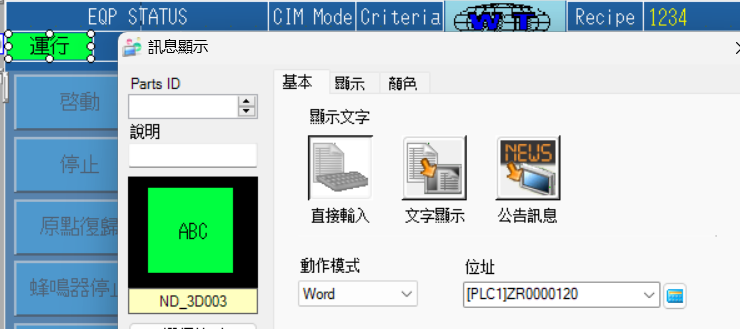 EQP STATUS
CIM Mode
Criteria
WT
Recipe
1234
運行
訊息顯示
啓動
停止
原點復歸
蜂鳴器停止
Parts ID
說明
ABC
ND_3D003
基本
顯示
顏色
顯示文字
NEWS
直接輸入
文字顯示
公告訊息
動作模式
位址
Word
[PLC1]ZR0000120